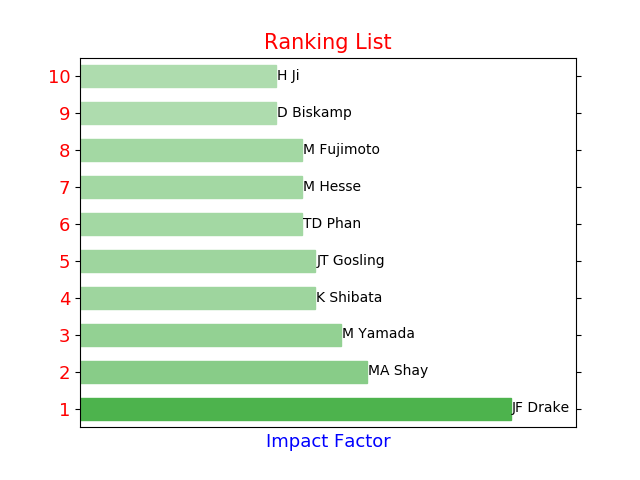 Ranking List
10 H Ji
9 D Biskamp
8 M Fujimoto
7 M Hesse
6 TD Phan
5 JT Gosling
4 K Shibata
3 M Yamada
2 MA Shay
1 JF Drake
Impact Factor